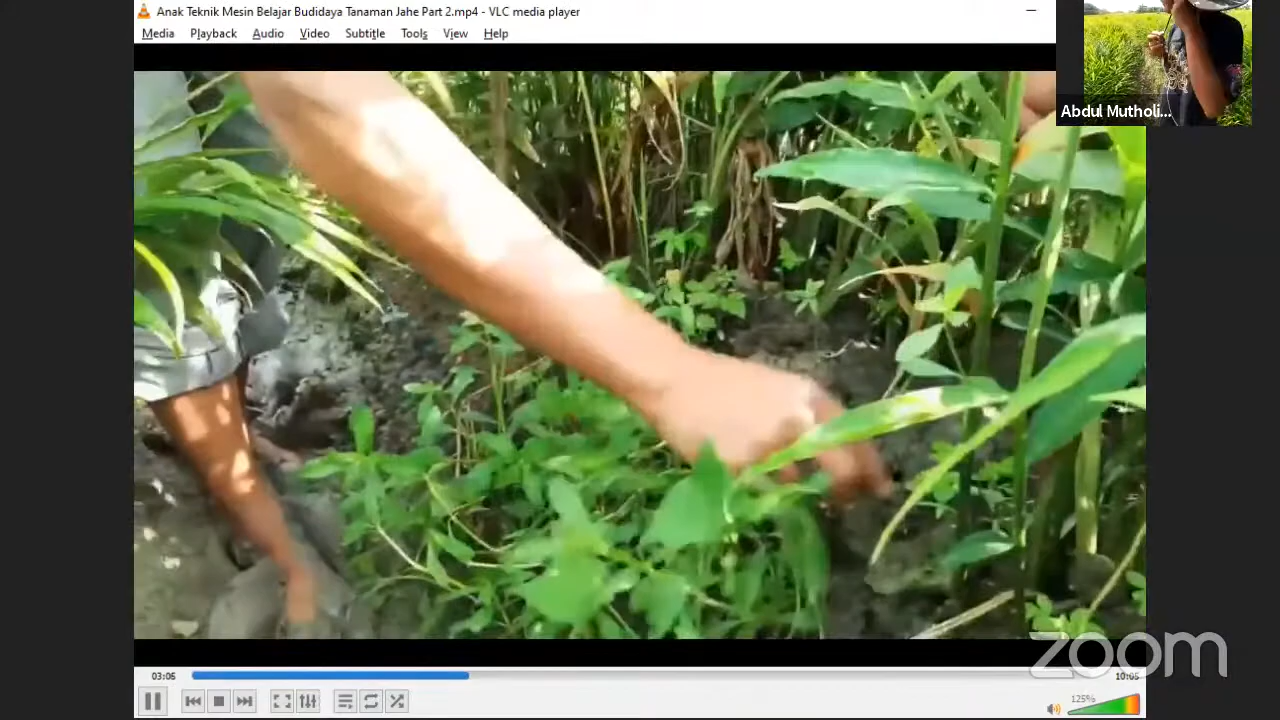 Anak Teknik Mesin Belajar Budidaya Tanaman Jahe Part 2.mp4 - VLC media player
Media Playback Audio Video Subtitle Tools View Help
Abdul Mutholi...
zoom
03:05
10:05
125%